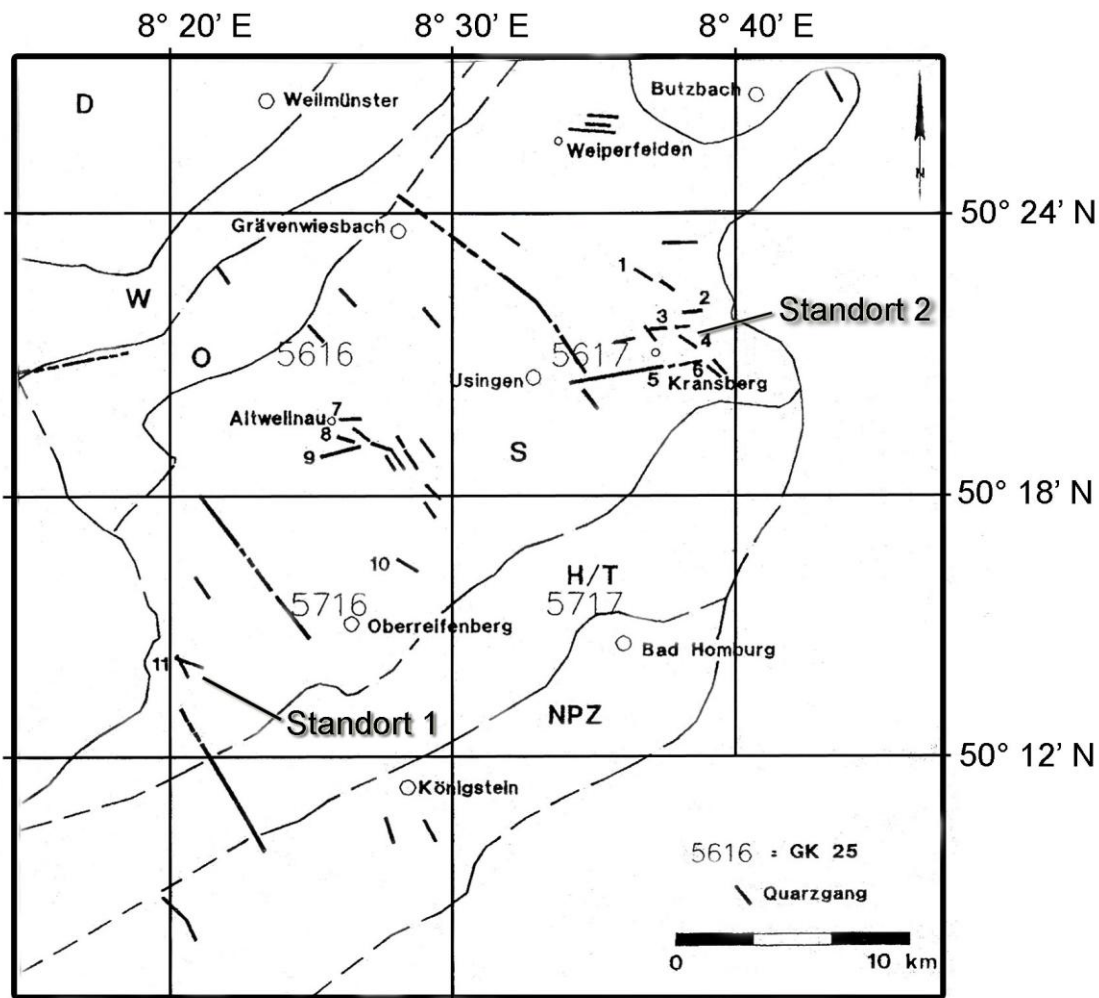 8° 20' E
8° 30' E
8° 40' E
D
Weilmünster
Butzbach
Weiperfelden
N
50° 24' N
Grävenwiesbach
W
1
2
3
Standort 2
O
5616
5617
4
Usingen
5
6
Kransberg
Altwellnau
7
8
9
S
50° 18' N
10
H/T
5716
5717
Oberreifenberg
Bad Homburg
11
Standort 1
NPZ
50° 12' N
Königstein
5616 : GK 25
Quarzgang
0
10 km